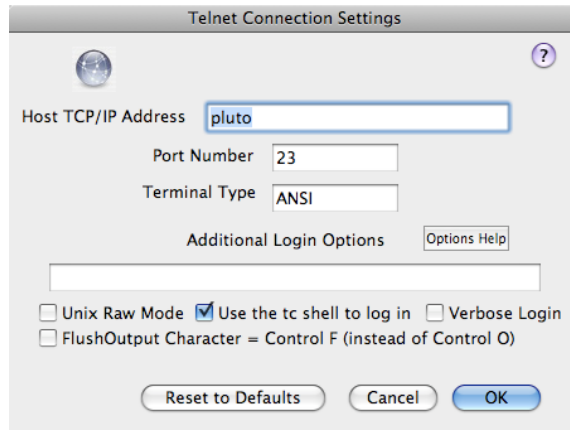 Telnet Connection Settings
?
Host TCP/IP Address pluto
Port Number 23
Terminal Type ANSI
Additional Login Options Options Help
Unix Raw Mode Use the tc shell to log in Verbose Login
FlushOutput Character = Control F (instead of Control O)
Reset to Defaults Cancel OK